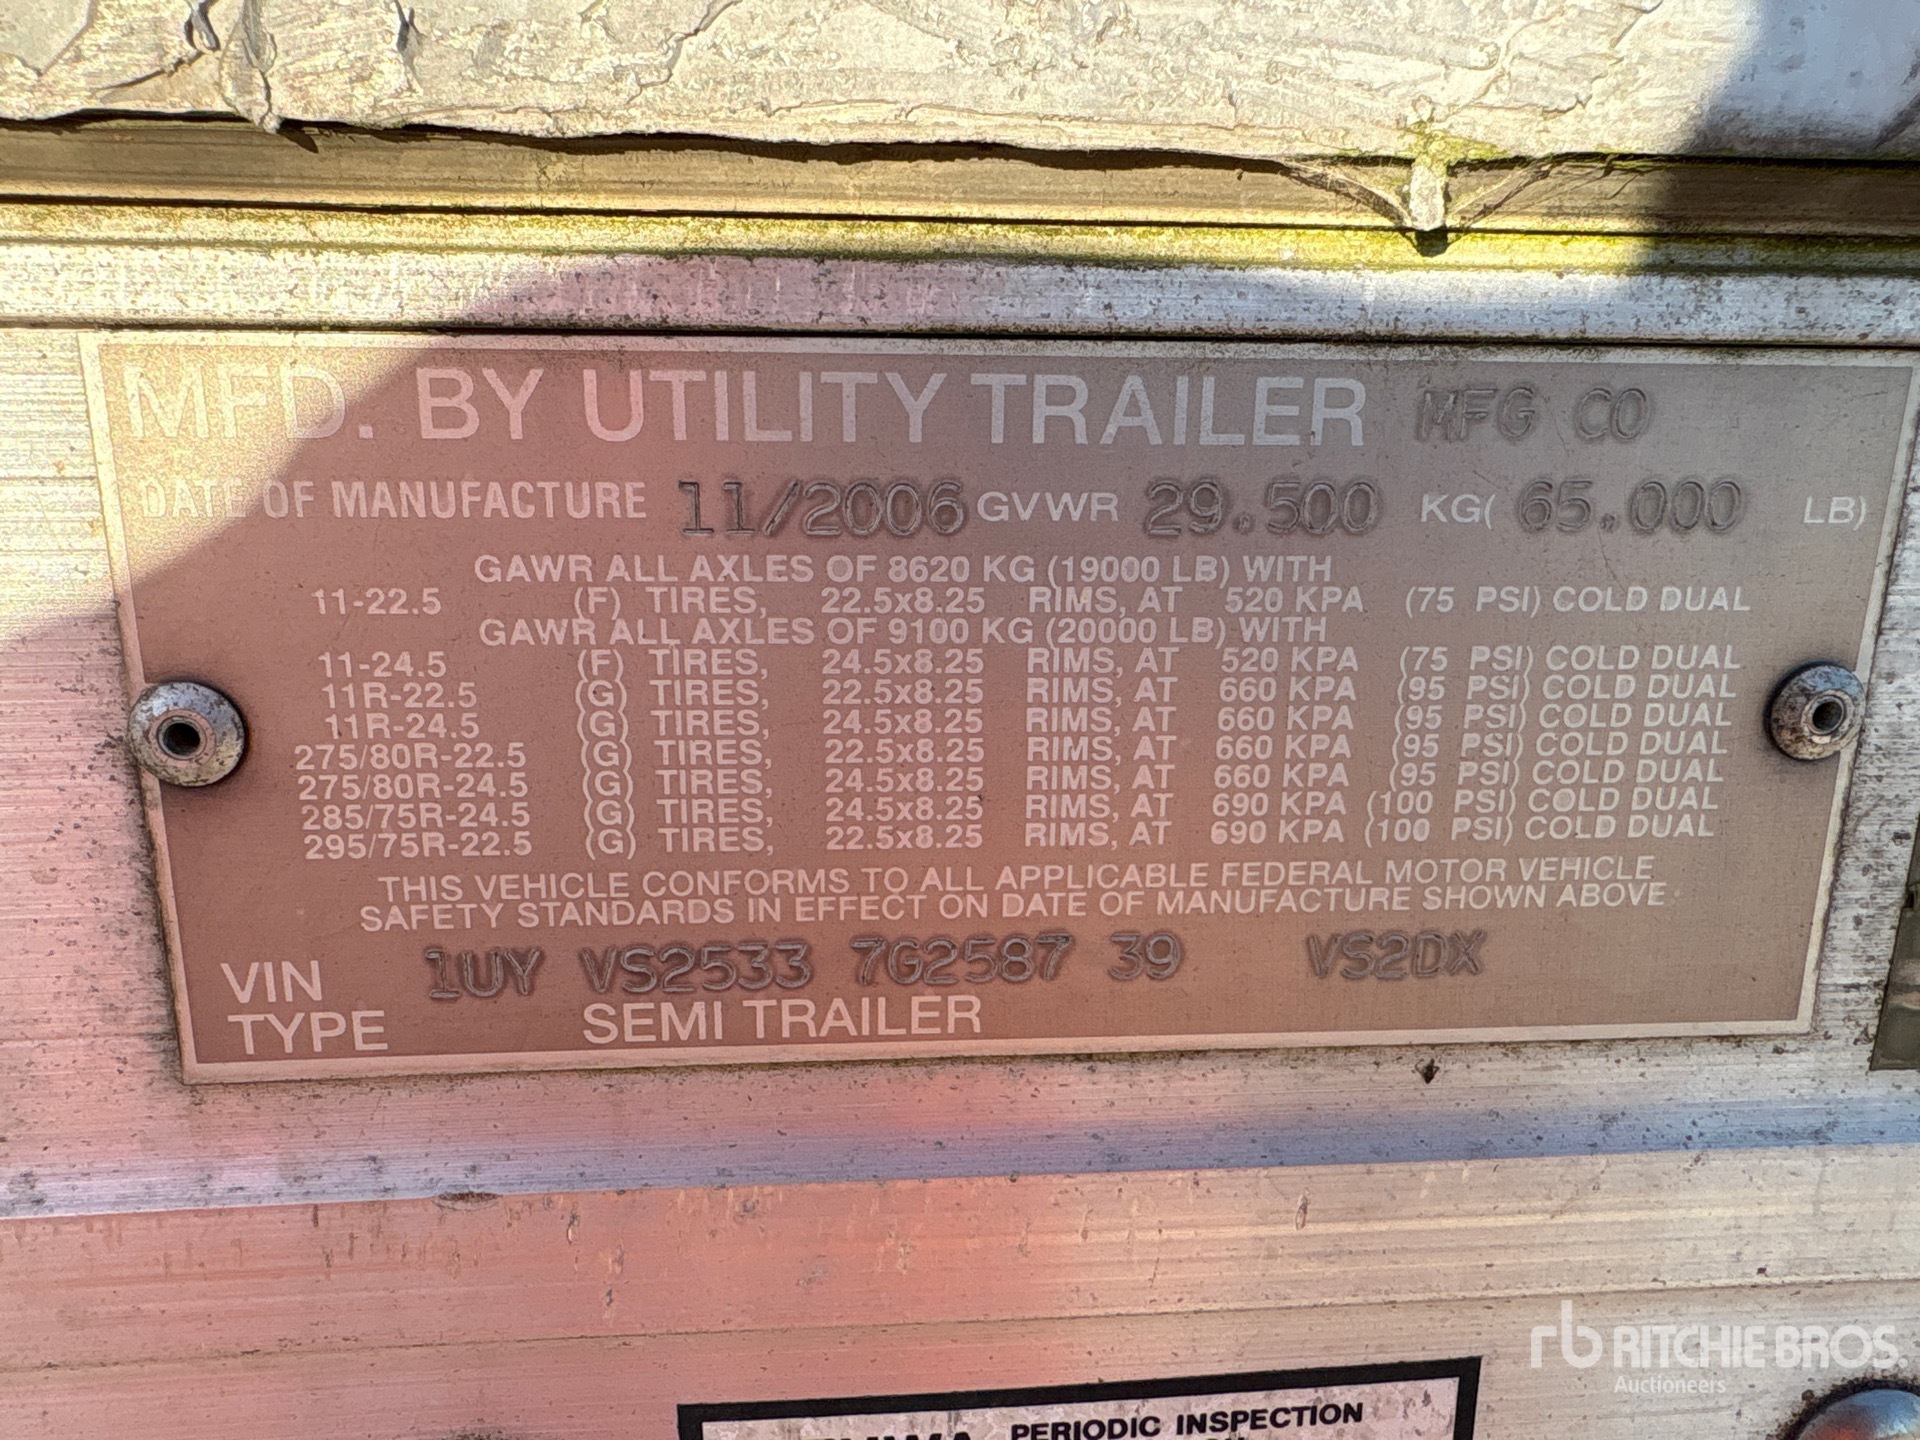 MFD. BY UTILITY TRAILER MFG CO
DATE OF MANUFACTURE 11/2006 GVWR 29.500 KG( 65.000 LB)
GAWR ALL AXLES OF 8620 KG (19000 LB) WITH
11-22.5 (F) TIRES, 22.5x8.25 RIMS, AT 520 KPA (75 PSI) COLD DUAL
GAWR ALL AXLES OF 9100 KG (20000 LB) WITH
11-24.5 (F) TIRES, 24.5x8.25 RIMS, AT 520 KPA (75 PSI) COLD DUAL
11R-22.5 (G) TIRES, 22.5x8.25 RIMS, AT 660 KPA (95 PSI) COLD DUAL
11R-24.5 (G) TIRES, 24.5x8.25 RIMS, AT 660 KPA (95 PSI) COLD DUAL
275/80R-22.5 (G) TIRES, 22.5x8.25 RIMS, AT 660 KPA (95 PSI) COLD DUAL
275/80R-24.5 (G) TIRES, 24.5x8.25 RIMS, AT 660 KPA (95 PSI) COLD DUAL
285/75R-24.5 (G) TIRES, 24.5x8.25 RIMS, AT 690 KPA (100 PSI) COLD DUAL
295/75R-22.5 (G) TIRES, 22.5x8.25 RIMS, AT 690 KPA (100 PSI) COLD DUAL
THIS VEHICLE CONFORMS TO ALL APPLICABLE FEDERAL MOTOR VEHICLE
SAFETY STANDARDS IN EFFECT ON DATE OF MANUFACTURE SHOWN ABOVE
VIN 1UY VS2533 7G2587 39 VS2DX
TYPE SEMI TRAILER
rb RITCHIE BROS.
Auctioneers
PERIODIC INSPECTION